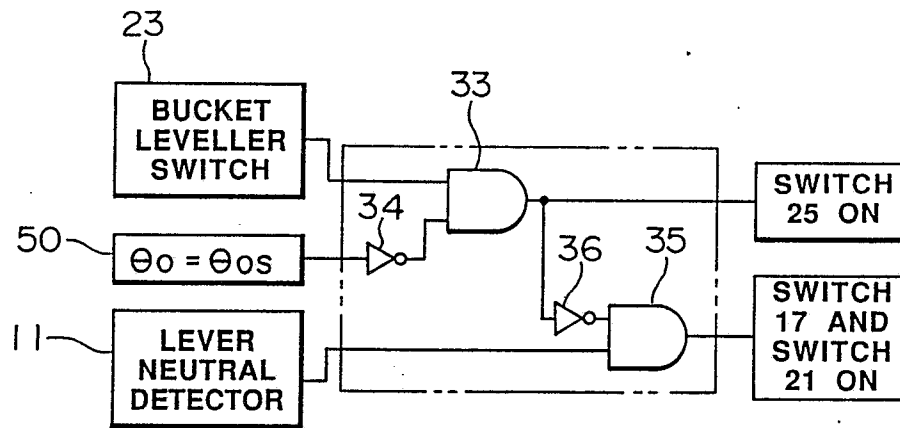 23
BUCKET
LEVELLER
SWITCH
33
34
SWITCH
25 ON
50
θo = θos
36
35
11
LEVER
NEUTRAL
DETECTOR
SWITCH
17 AND
SWITCH
21 ON